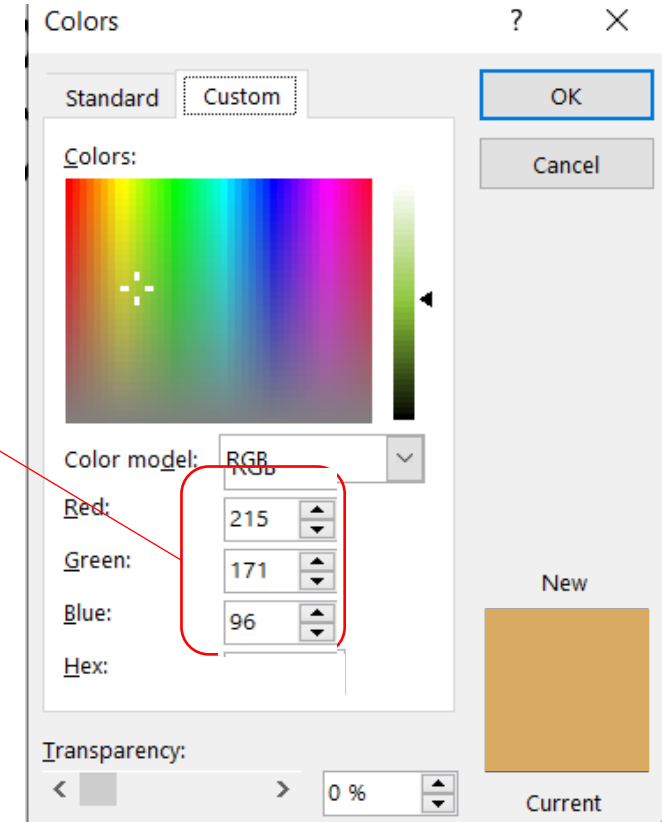 Colors ? ×
Standard Custom OK
Colors: Cancel
Color model: RGB
Red: 215
Green: 171
Blue: 96
Hex:
New
Transparency:
0 %
Current